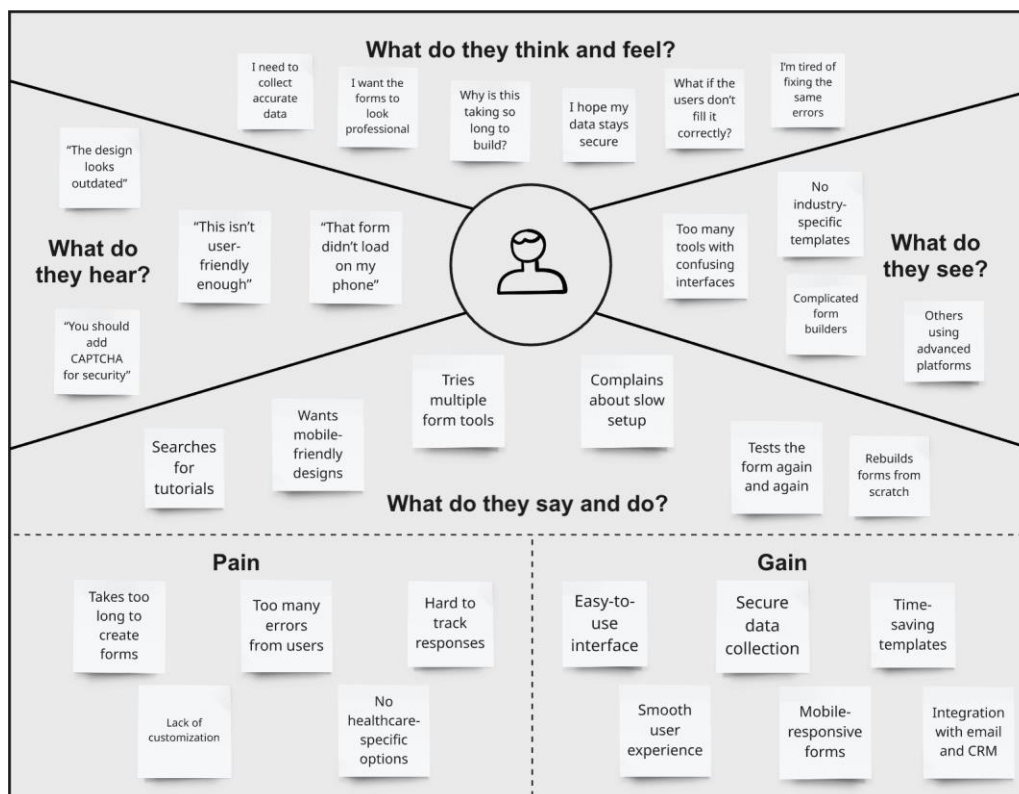 What do they think and feel?
I need to
collect
accurate
data
I want the
forms to
look
professional
Why is this
taking so
long to
build?
I hope my
data stays
secure
What if the
users don't
fill it
correctly?
I'm tired of
fixing the
same
errors
What do
they hear?
"The design
looks
outdated"
"This isn't
user-
friendly
enough"
"That form
didn't load
on my
phone"
"You should
add
CAPTCHA
for security"
What do
they see?
Too many
tools with
confusing
interfaces
No
industry-
specific
templates
Complicated
form
builders
Others
using
advanced
platforms
Searches
for
tutorials
Wants
mobile-
friendly
designs
Tries
multiple
form tools
Complains
about slow
setup
Tests the
form again
and again
Rebuilds
forms from
scratch
What do they say and do?
Pain
Takes too
long to
create
forms
Too many
errors
from users
Hard to
track
responses
Lack of
customization
No
healthcare-
specific
options
Gain
Easy-to-
use
interface
Secure
data
collection
Time-
saving
templates
Smooth
user
experience
Mobile-
responsive
forms
Integration
with email
and CRM